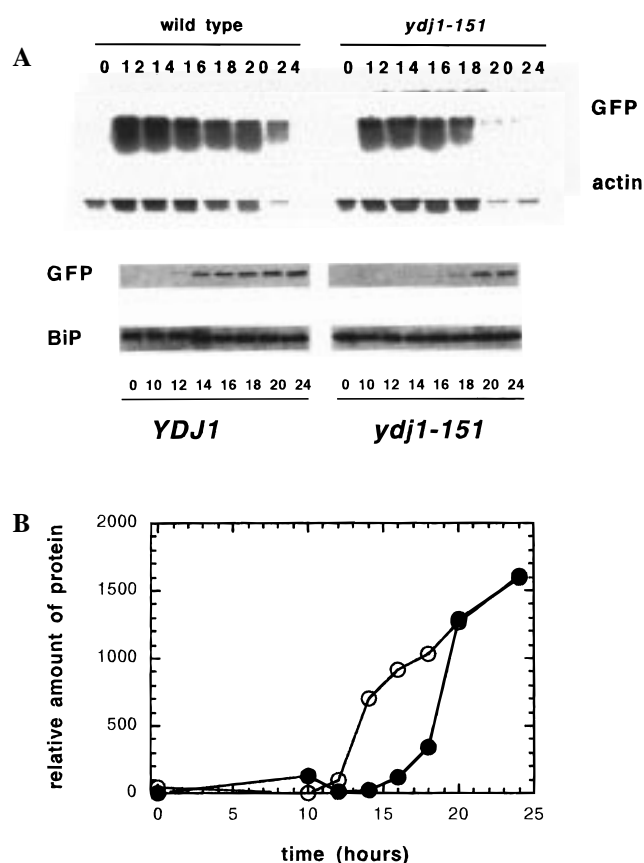 wild type ydj1-151
A
0 12 14 16 18 20 24 0 12 14 16 18 20 24
GFP
actin
GFP
BiP
0 10 12 14 16 18 20 24 0 10 12 14 16 18 20 24
YDJ1 ydj1-151
B
relative amount of protein
2000
1500
1000
500
0
0 5 10 15 20 25
time (hours)